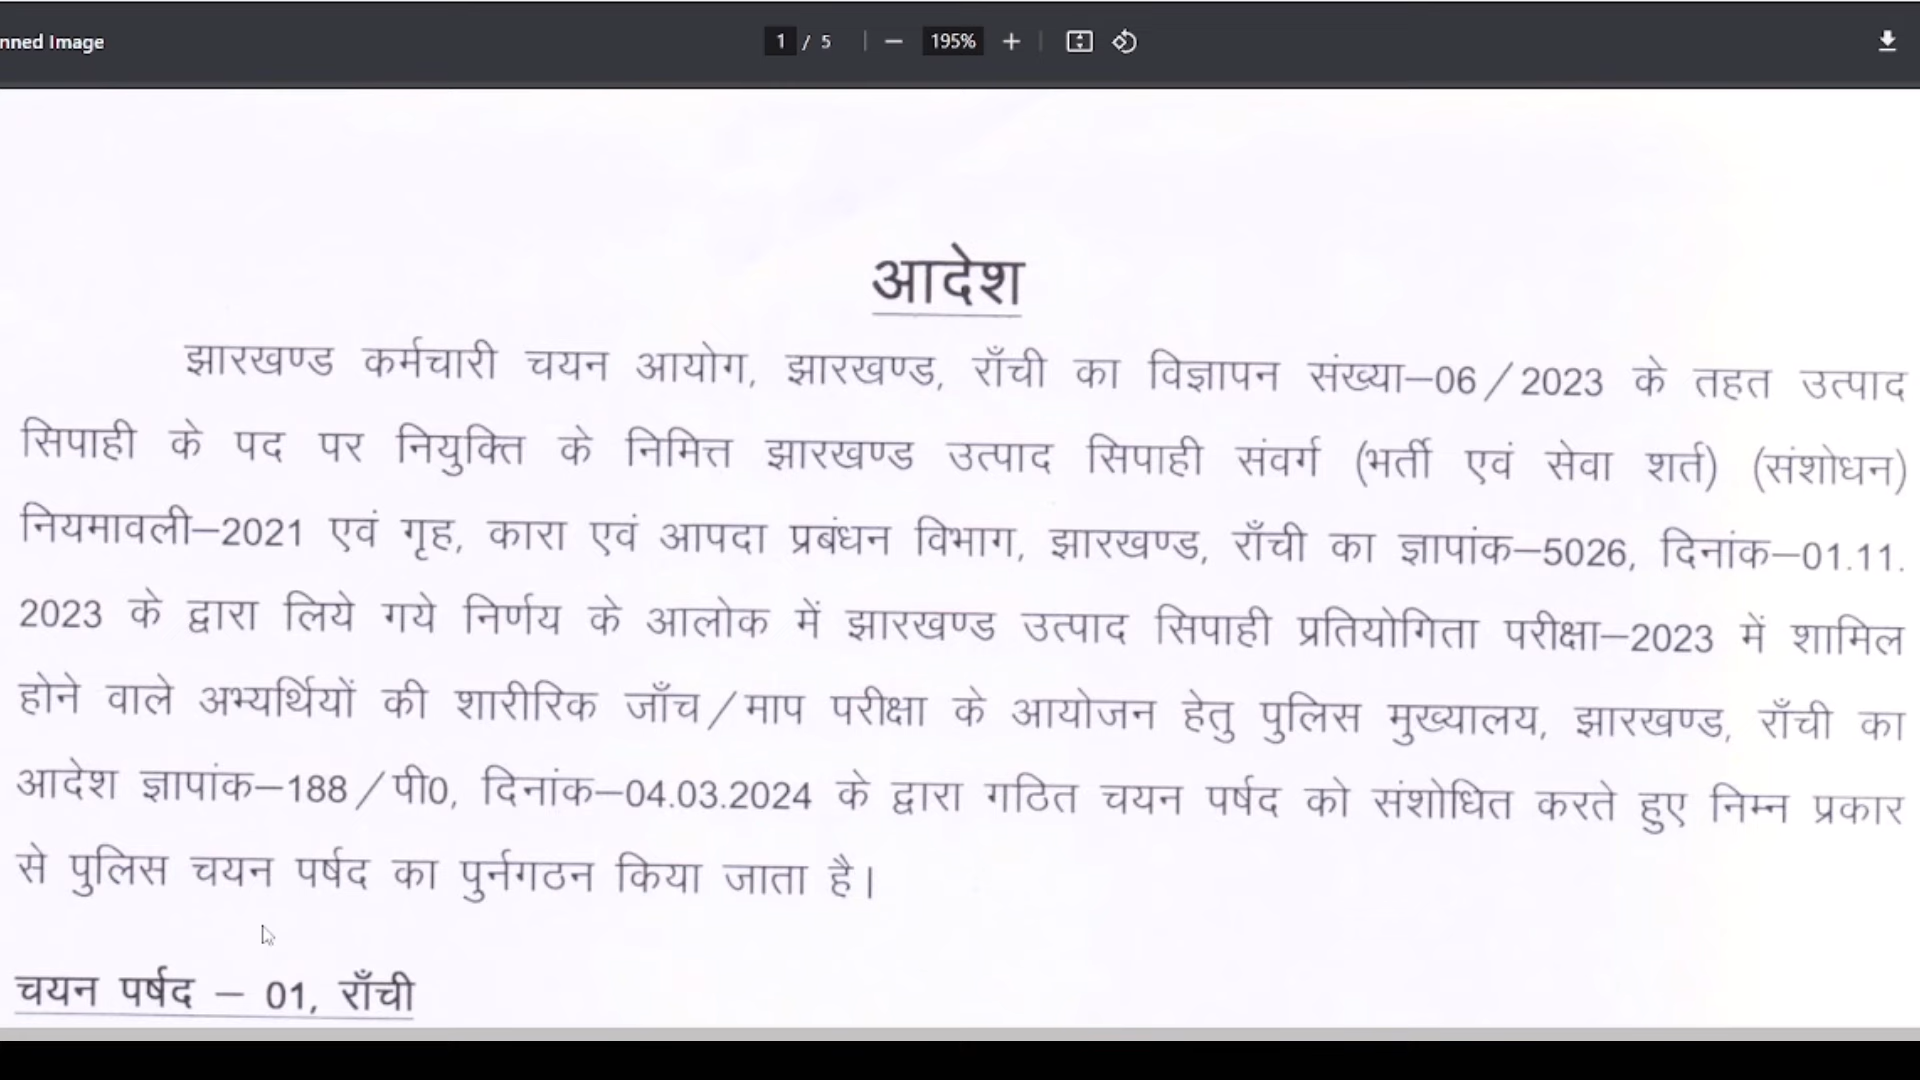 nned Image
1 / 5 | − 195% + |
आदेश
झारखण्ड कर्मचारी चयन आयोग, झारखण्ड, राँची का विज्ञापन संख्या–06/2023 के तहत उत्पाद
सिपाही के पद पर नियुक्ति के निमित्त झारखण्ड उत्पाद सिपाही संवर्ग (भर्ती एवं सेवा शर्त) (संशोधन)
नियमावली–2021 एवं गृह, कारा एवं आपदा प्रबंधन विभाग, झारखण्ड, राँची का ज्ञापांक–5026, दिनांक–01.11.
2023 के द्वारा लिये गये निर्णय के आलोक में झारखण्ड उत्पाद सिपाही प्रतियोगिता परीक्षा–2023 में शामिल
होने वाले अभ्यर्थियों की शारीरिक जाँच/माप परीक्षा के आयोजन हेतु पुलिस मुख्यालय, झारखण्ड, राँची का
आदेश ज्ञापांक–188/पी0, दिनांक–04.03.2024 के द्वारा गठित चयन पर्षद को संशोधित करते हुए निम्न प्रकार
से पुलिस चयन पर्षद का पुर्नगठन किया जाता है।
चयन पर्षद – 01, राँची